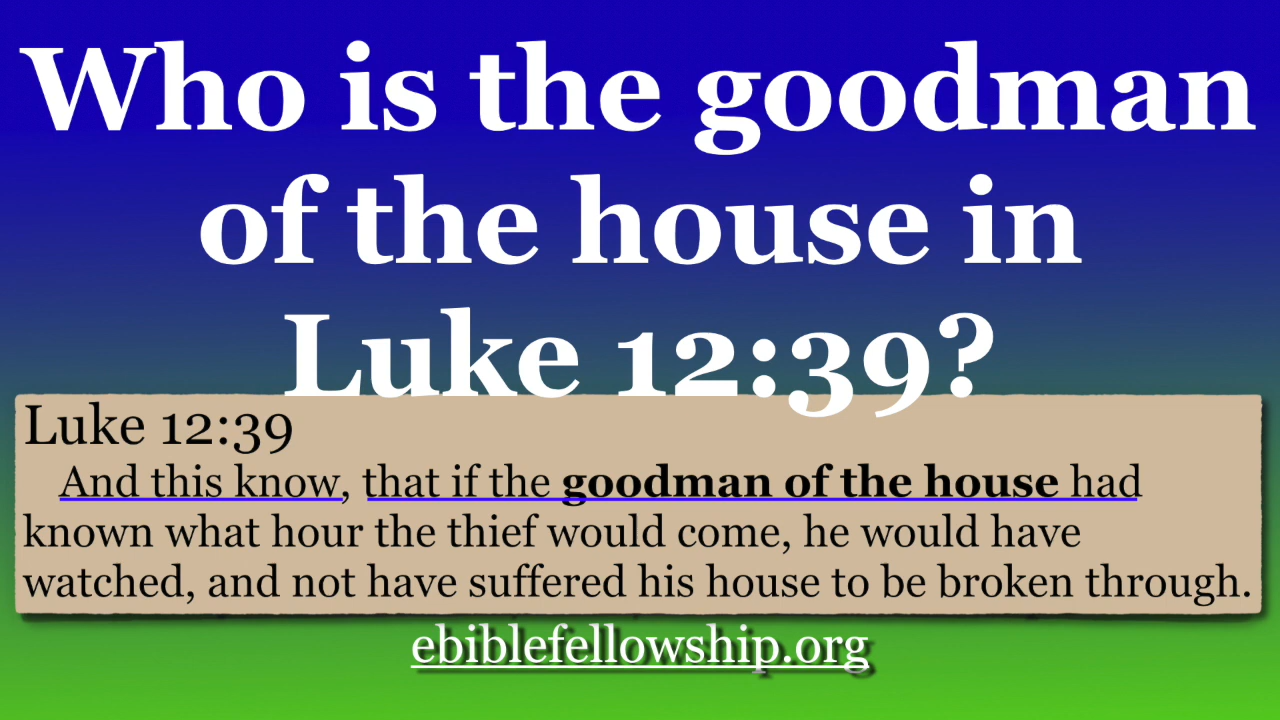 Who is the goodman
of the house in
Luke 12:39?
Luke 12:39
And this know, that if the goodman of the house had
known what hour the thief would come, he would have
watched, and not have suffered his house to be broken through.
ebiblefellowship.org